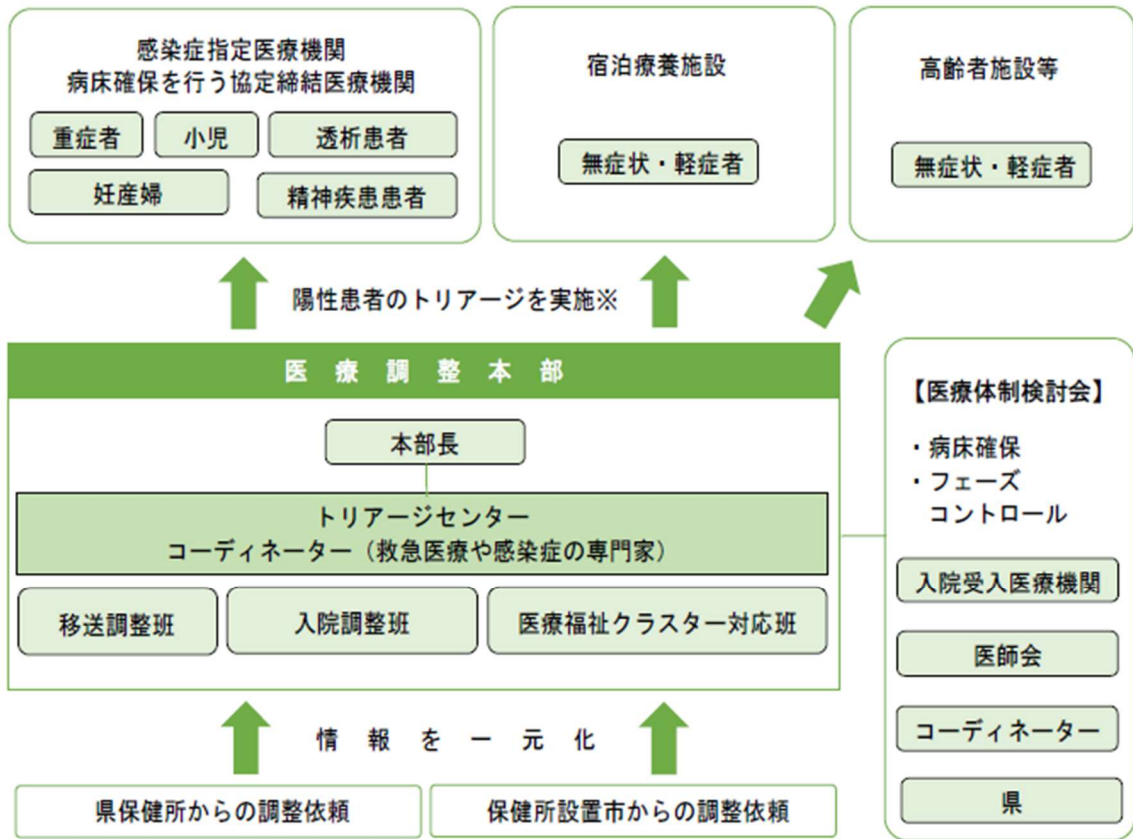 感染症指定医療機関
病床確保を行う協定締結医療機関
重症者
小児
透析患者
妊産婦
精神疾患患者
宿泊療養施設
無症状・軽症者
高齢者施設等
無症状・軽症者
陽性患者のトリアージを実施※
医療調整本部
本部長
トリアージセンター
コーディネーター（救急医療や感染症の専門家）
移送調整班
入院調整班
医療福祉クラスター対応班
情報を一元化
県保健所からの調整依頼
保健所設置市からの調整依頼
【医療体制検討会】
・病床確保
・フェーズ
コントロール
入院受入医療機関
医師会
コーディネーター
県